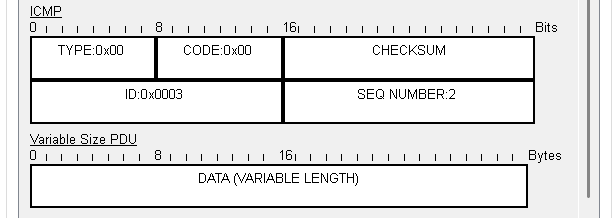 ICMP
0 8 16 Bits
TYPE:0x00 CODE:0x00 CHECKSUM
ID:0x0003 SEQ NUMBER:2
Variable Size PDU
0 8 16 Bytes
DATA (VARIABLE LENGTH)